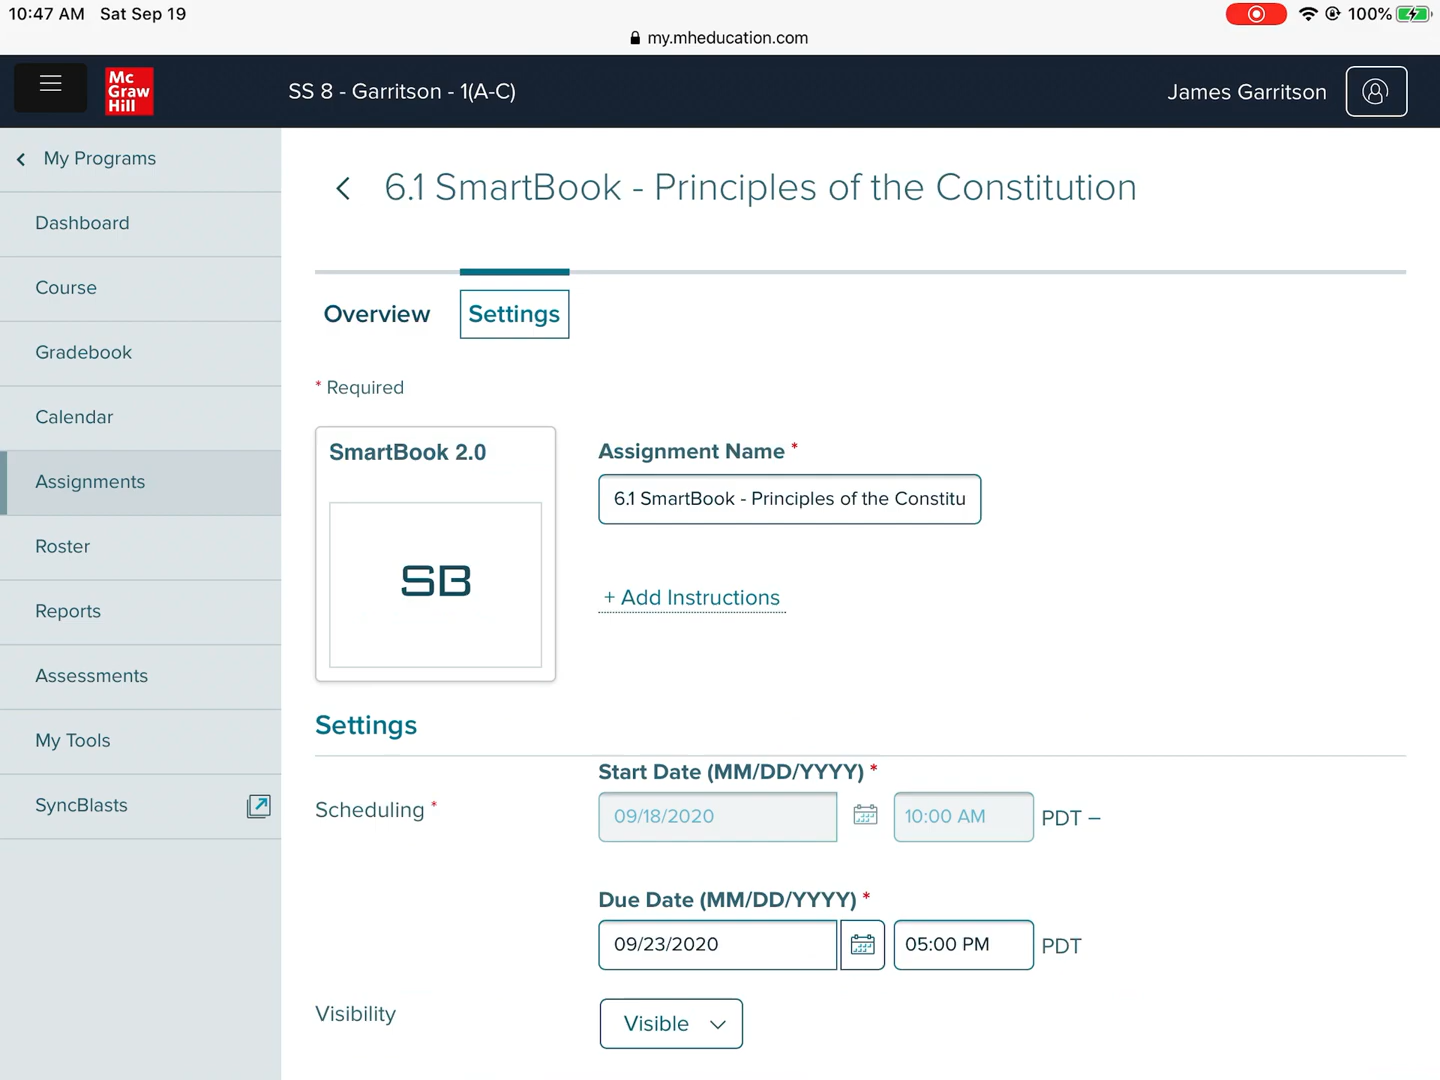 10:47 AM Sat Sep 19
100%
my.mheducation.com
Mc
Graw
Hill
SS 8 - Garritson - 1(A-C)
James Garritson
My Programs
Dashboard
Course
Gradebook
Calendar
Assignments
Roster
Reports
Assessments
My Tools
SyncBlasts
6.1 SmartBook - Principles of the Constitution
Overview
Settings
* Required
SmartBook 2.0
SB
Assignment Name *
6.1 SmartBook - Principles of the Constitu
+ Add Instructions
Settings
Scheduling *
Start Date (MM/DD/YYYY) *
09/18/2020
10:00 AM
PDT –
Due Date (MM/DD/YYYY) *
09/23/2020
05:00 PM
PDT
Visibility
Visible